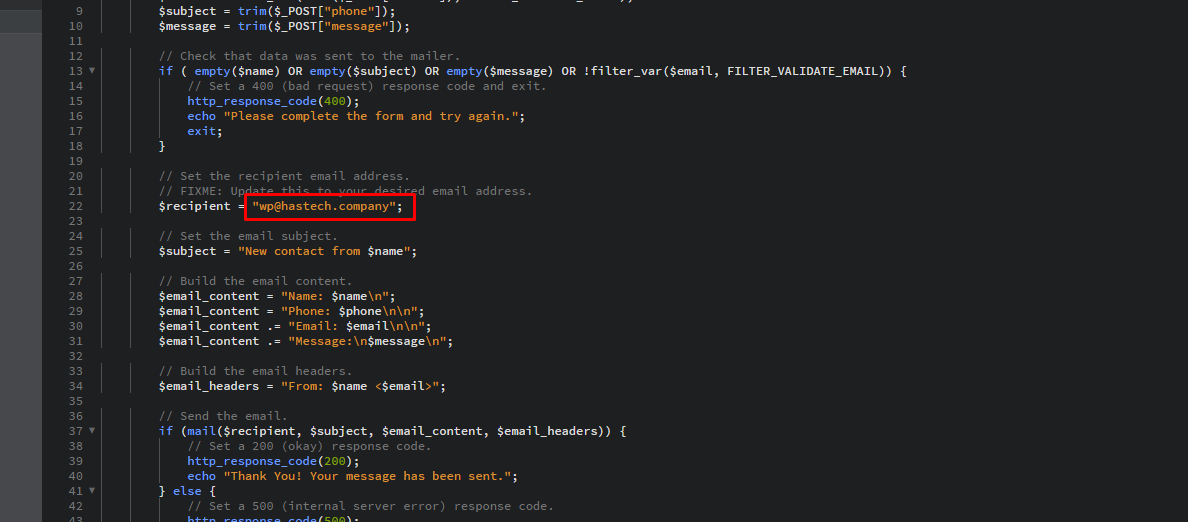 9 $subject = trim($_POST["phone"]);
10 $message = trim($_POST["message"]);
11
12 // Check that data was sent to the mailer.
13 if ( empty($name) OR empty($subject) OR empty($message) OR !filter_var($email, FILTER_VALIDATE_EMAIL)) {
14 // Set a 400 (bad request) response code and exit.
15 http_response_code(400);
16 echo "Please complete the form and try again.";
17 exit;
18 }
19
20 // Set the recipient email address.
21 // FIXME: Update this to your desired email address.
22 $recipient = "wp@hastech.company";
23
24 // Set the email subject.
25 $subject = "New contact from $name";
26
27 // Build the email content.
28 $email_content = "Name: $name\n";
29 $email_content = "Phone: $phone\n\n";
30 $email_content .= "Email: $email\n\n";
31 $email_content .= "Message:\n$message\n";
32
33 // Build the email headers.
34 $email_headers = "From: $name <$email>";
35
36 // Send the email.
37 if (mail($recipient, $subject, $email_content, $email_headers)) {
38 // Set a 200 (okay) response code.
39 http_response_code(200);
40 echo "Thank You! Your message has been sent.";
41 } else {
42 // Set a 500 (internal server error) response code.
43 http_response_code(500);